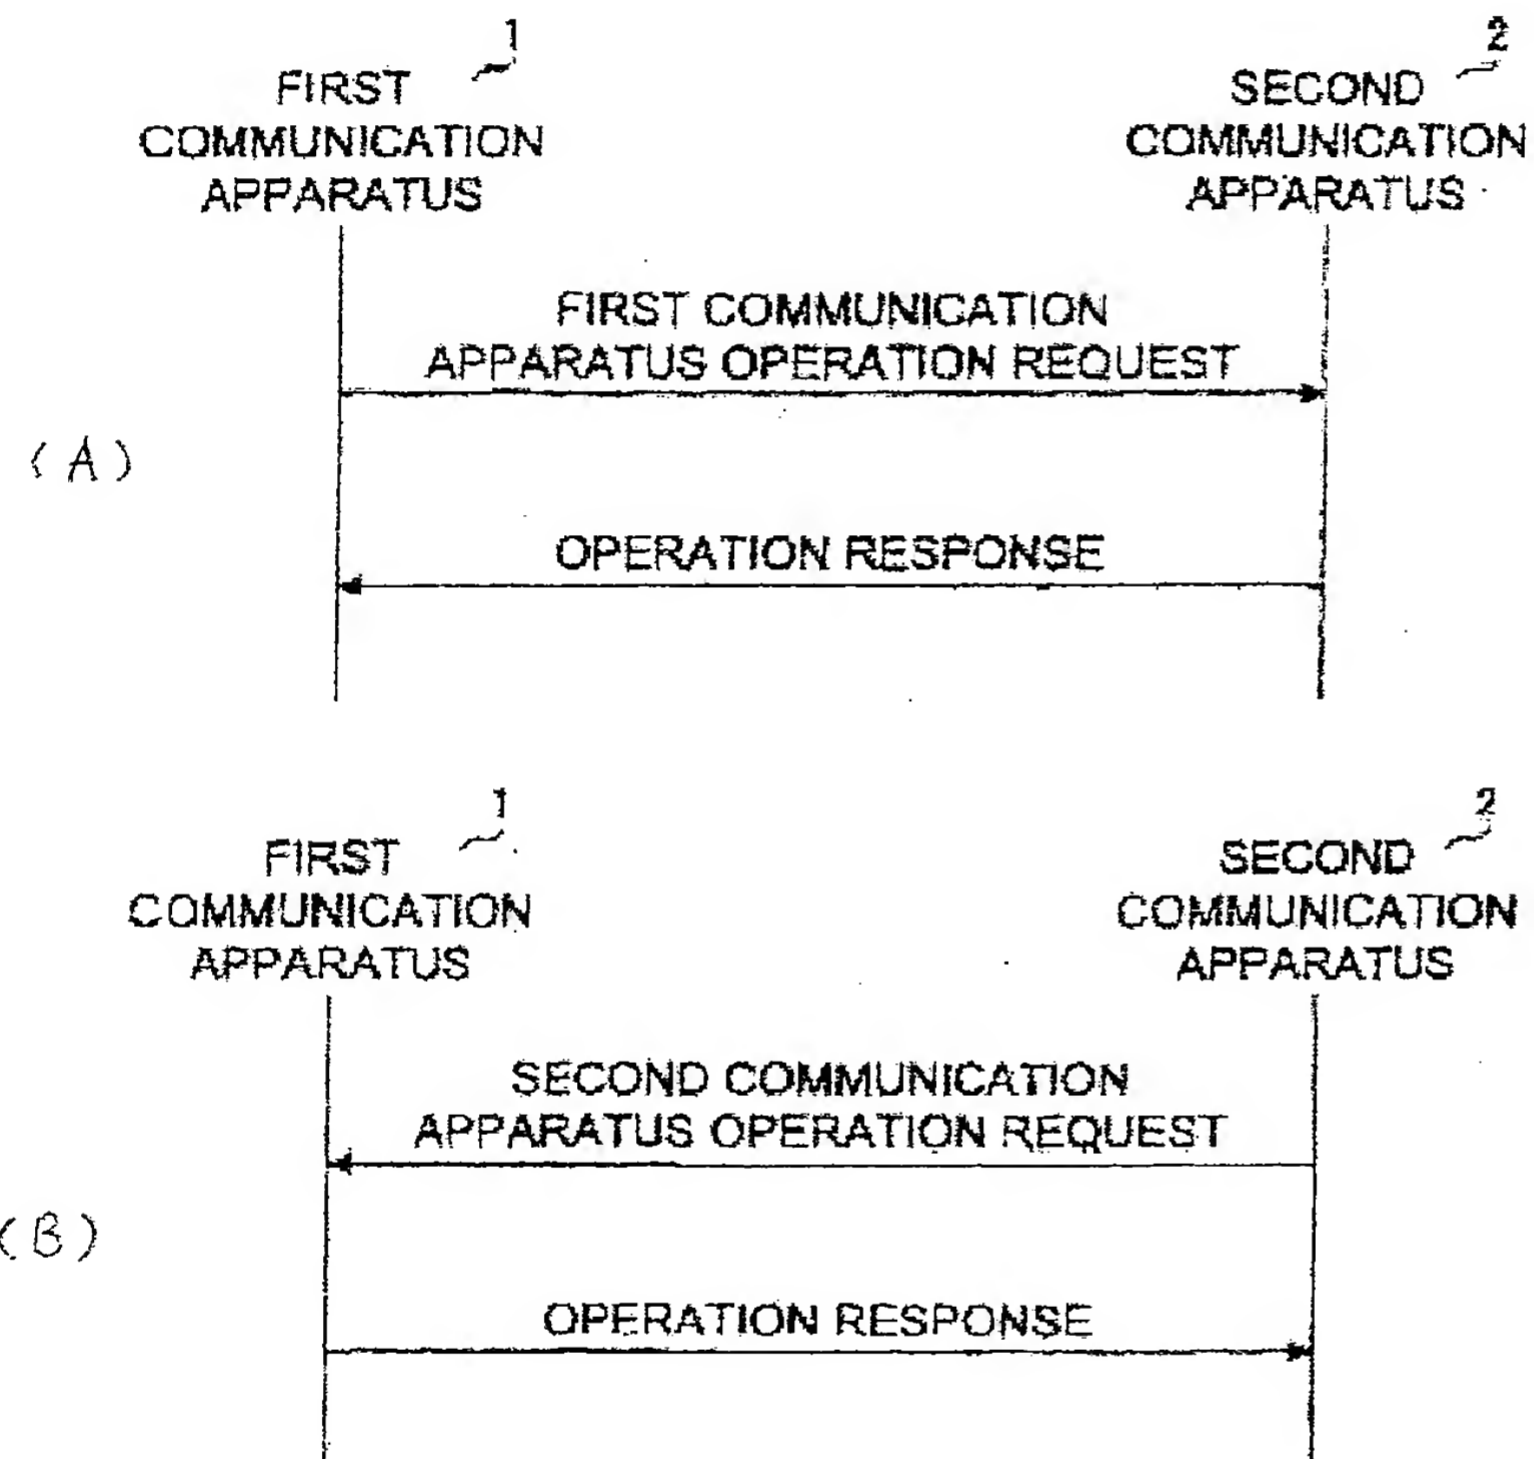 1
FIRST
COMMUNICATION
APPARATUS
2
SECOND
COMMUNICATION
APPARATUS
FIRST COMMUNICATION
APPARATUS OPERATION REQUEST
(A)
OPERATION RESPONSE
1
FIRST
COMMUNICATION
APPARATUS
2
SECOND
COMMUNICATION
APPARATUS
SECOND COMMUNICATION
APPARATUS OPERATION REQUEST
(B)
OPERATION RESPONSE